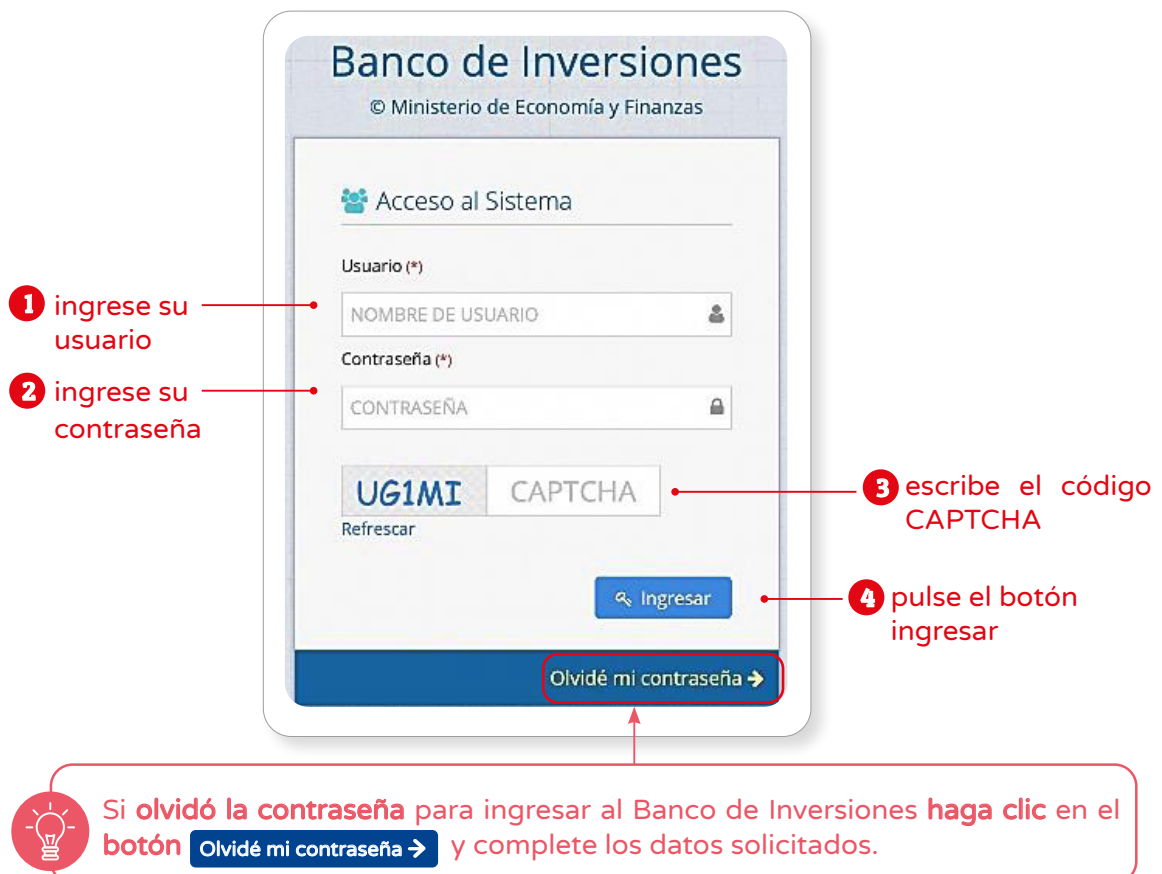 Banco de Inversiones
© Ministerio de Economía y Finanzas
Acceso al Sistema
Usuario (*)
1 ingrese su
usuario
NOMBRE DE USUARIO
Contraseña (*)
2 ingrese su
contraseña
CONTRASEÑA
UG1MI CAPTCHA
Refrescar
3 escribe el código
CAPTCHA
Ingresar
4 pulse el botón
ingresar
Olvidé mi contraseña →
Si olvidó la contraseña para ingresar al Banco de Inversiones haga clic en el
botón Olvidé mi contraseña → y complete los datos solicitados.